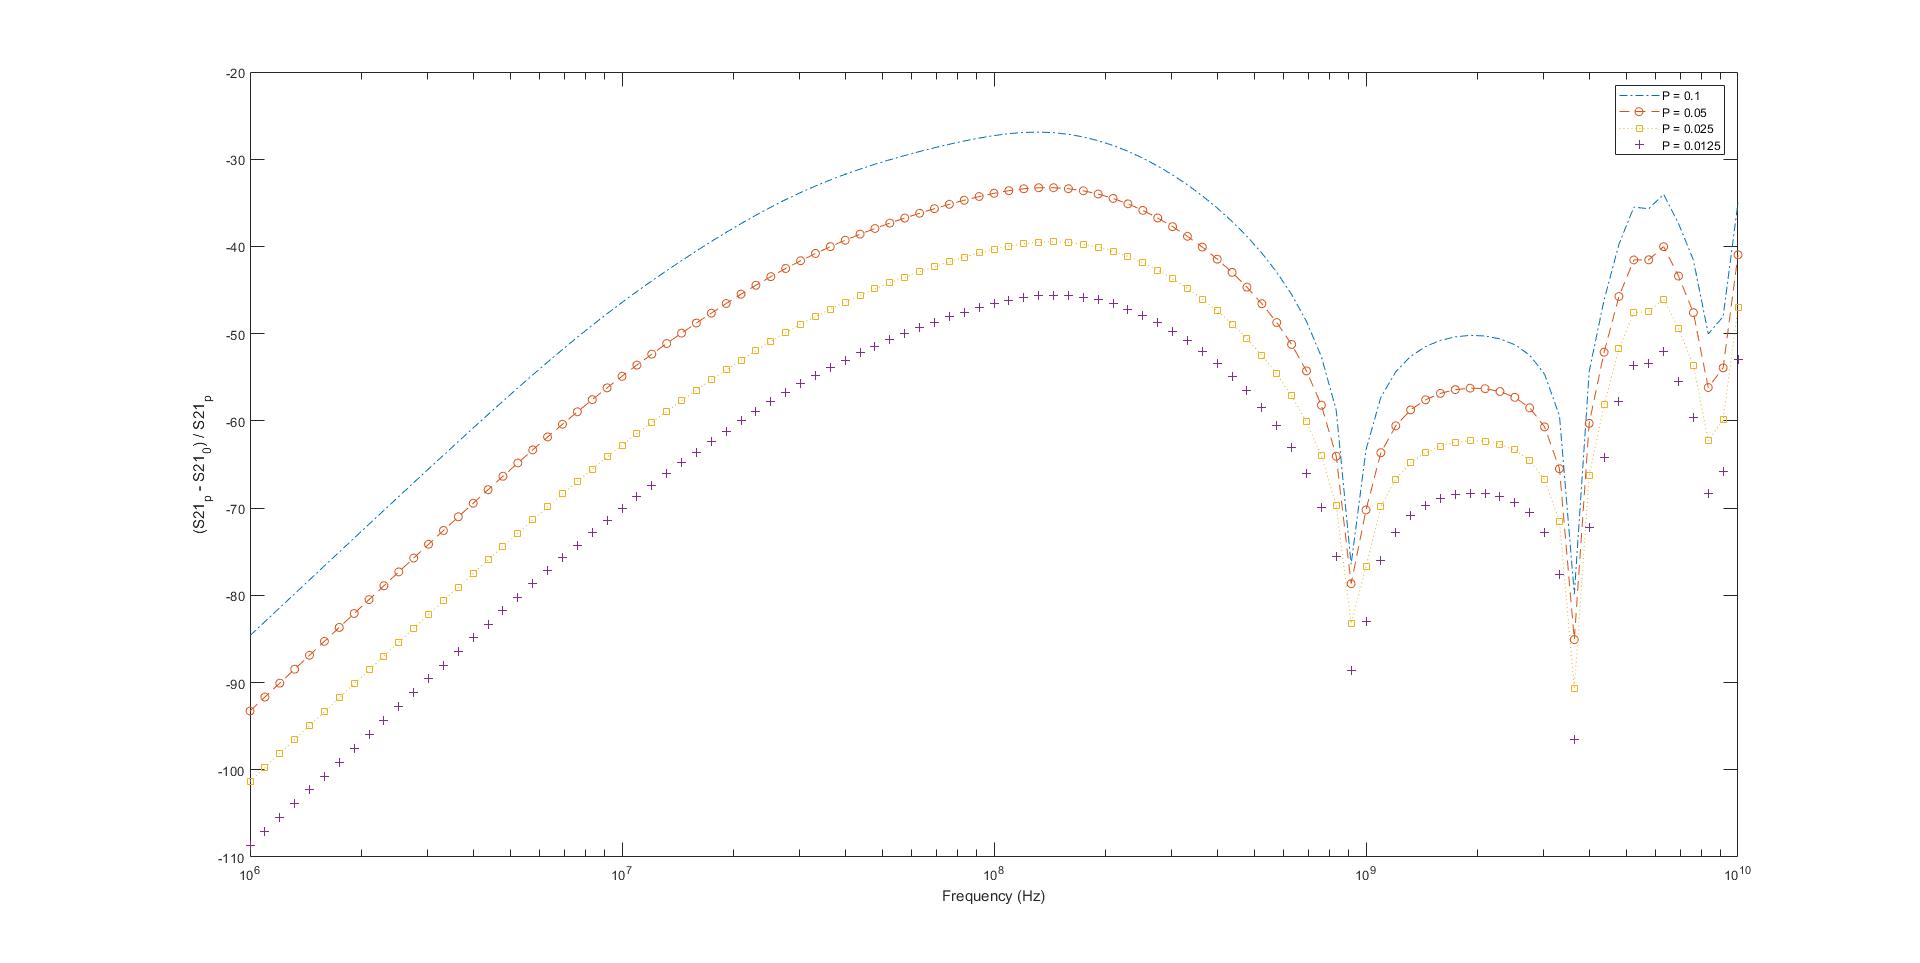 -20
-30
-40
-50
-60
-70
-80
-90
-100
-110
(S21p - S210) / S21p
10^6
10^7
10^8
10^9
10^10
Frequency (Hz)
P = 0.1
P = 0.05
P = 0.025
P = 0.0125